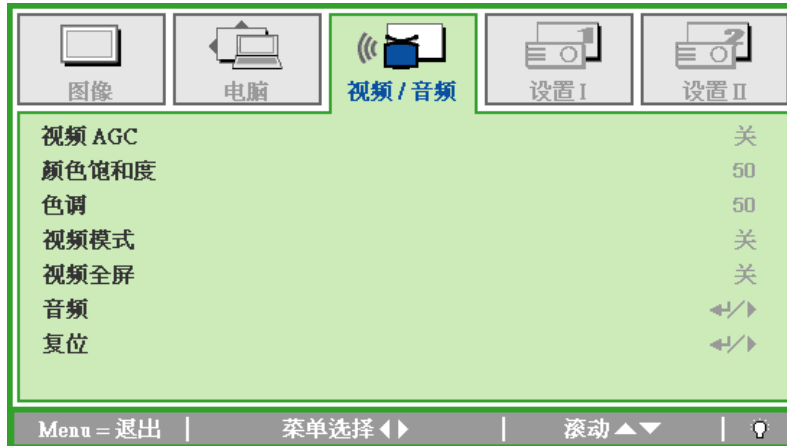 图像
电脑
视频 / 音频
设置 I
设置 II
视频 AGC 关
颜色饱和度 50
色调 50
视频模式 关
视频全屏 关
音频
复位
Menu = 退出 | 菜单选择 | 滚动